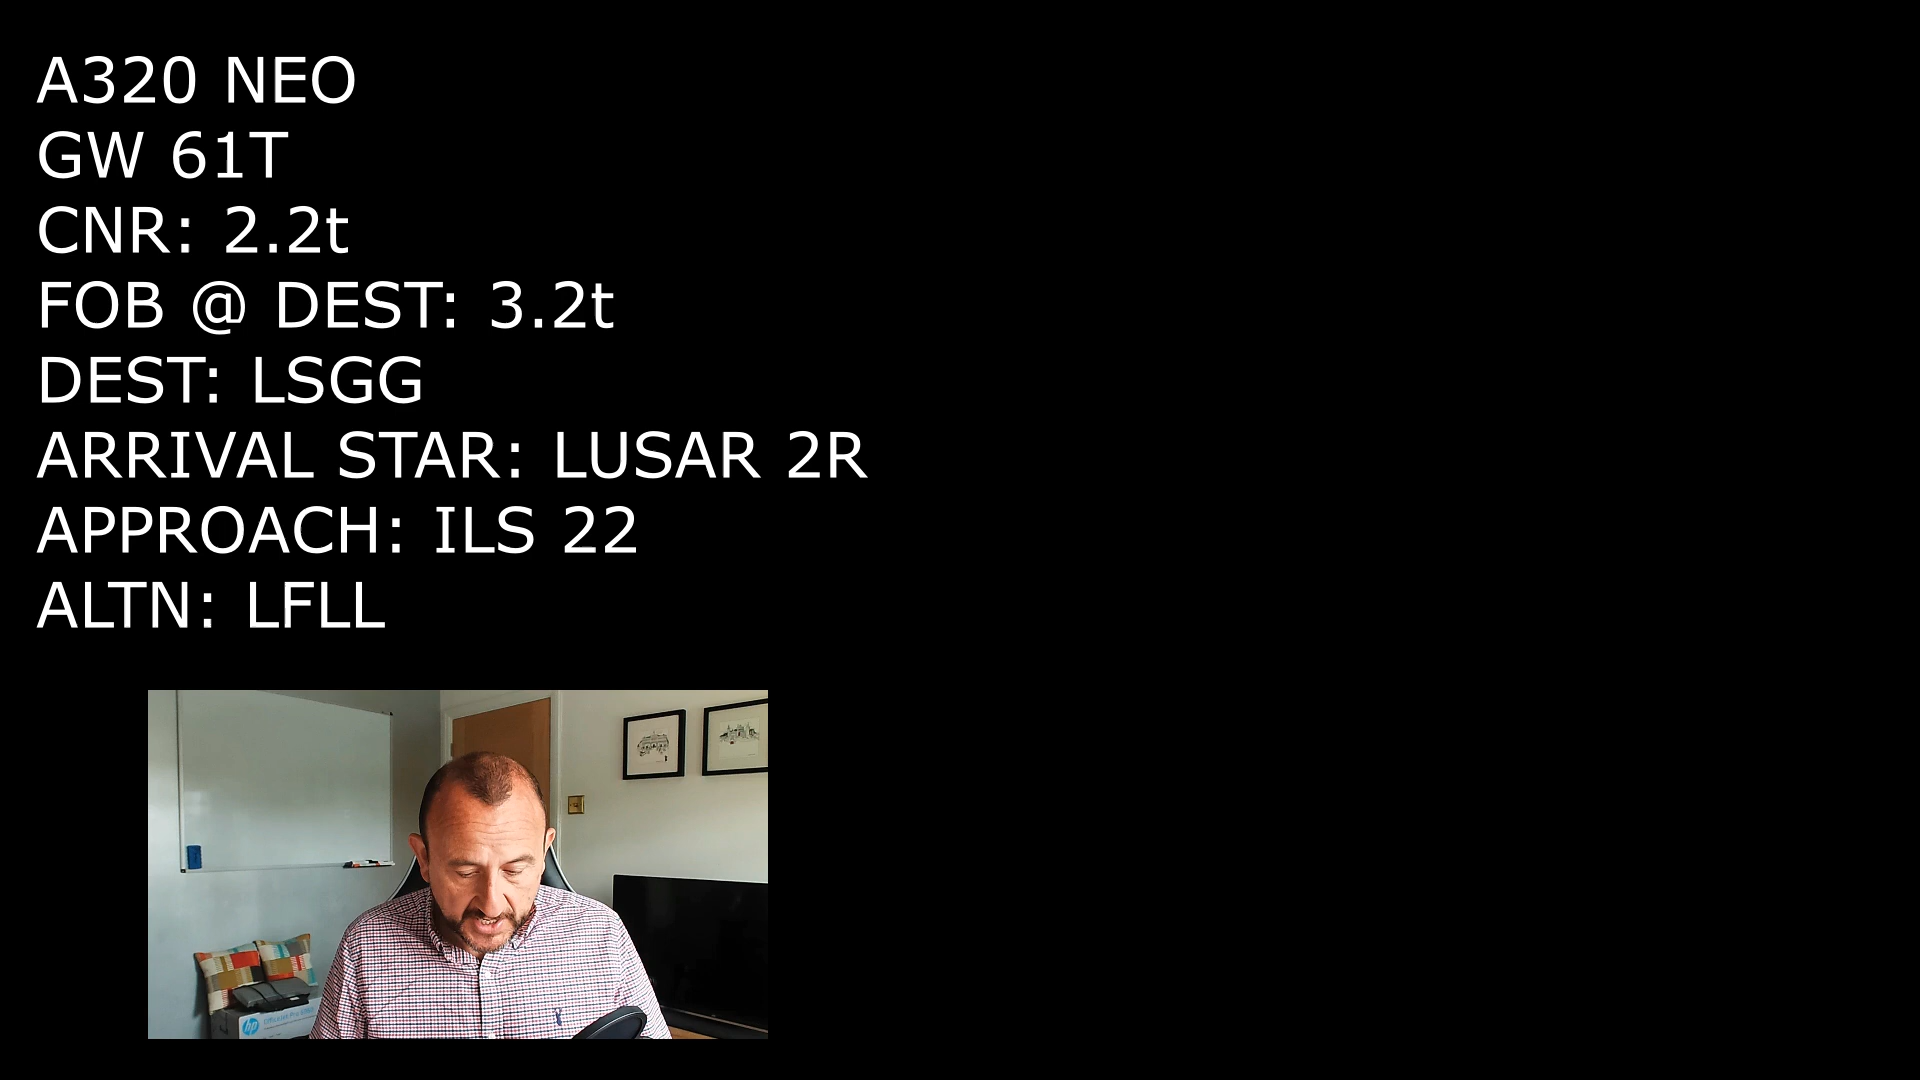 A320 NEO
GW 61T
CNR: 2.2t
FOB @ DEST: 3.2t
DEST: LSGG
ARRIVAL STAR: LUSAR 2R
APPROACH: ILS 22
ALTN: LFLL
hp